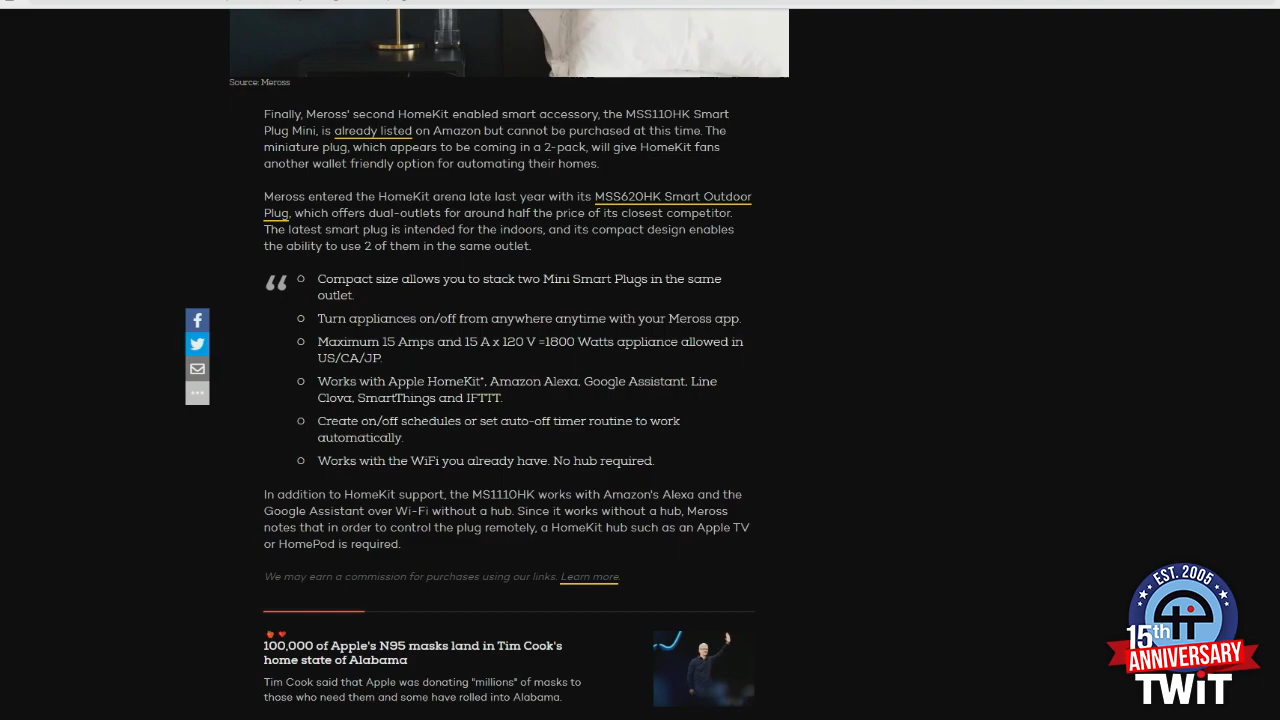 Source: Meross
Finally, Meross' second HomeKit enabled smart accessory, the MSS110HK Smart
Plug Mini, is already listed on Amazon but cannot be purchased at this time. The
miniature plug, which appears to be coming in a 2-pack, will give HomeKit fans
another wallet friendly option for automating their homes.
Meross entered the HomeKit arena late last year with its MSS620HK Smart Outdoor
Plug, which offers dual-outlets for around half the price of its closest competitor.
The latest smart plug is intended for the indoors, and its compact design enables
the ability to use 2 of them in the same outlet.
“
Compact size allows you to stack two Mini Smart Plugs in the same
outlet.
Turn appliances on/off from anywhere anytime with your Meross app.
Maximum 15 Amps and 15 A x 120 V =1800 Watts appliance allowed in
US/CA/JP.
Works with Apple HomeKit*, Amazon Alexa, Google Assistant, Line
Clova, SmartThings and IFTTT.
Create on/off schedules or set auto-off timer routine to work
automatically.
Works with the WiFi you already have. No hub required.
In addition to HomeKit support, the MS1110HK works with Amazon's Alexa and the
Google Assistant over Wi-Fi without a hub. Since it works without a hub, Meross
notes that in order to control the plug remotely, a HomeKit hub such as an Apple TV
or HomePod is required.
We may earn a commission for purchases using our links. Learn more.
100,000 of Apple's N95 masks land in Tim Cook's
home state of Alabama
Tim Cook said that Apple was donating "millions" of masks to
those who need them and some have rolled into Alabama.
EST. 2005
15th
ANNIVERSARY
TWiT